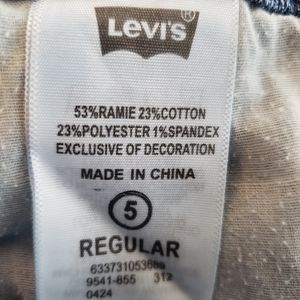 Levi's®
53%RAMIE 23%COTTON
23%POLYESTER 1%SPANDEX
EXCLUSIVE OF DECORATION
MADE IN CHINA
5
REGULAR
9541-855 312
0424